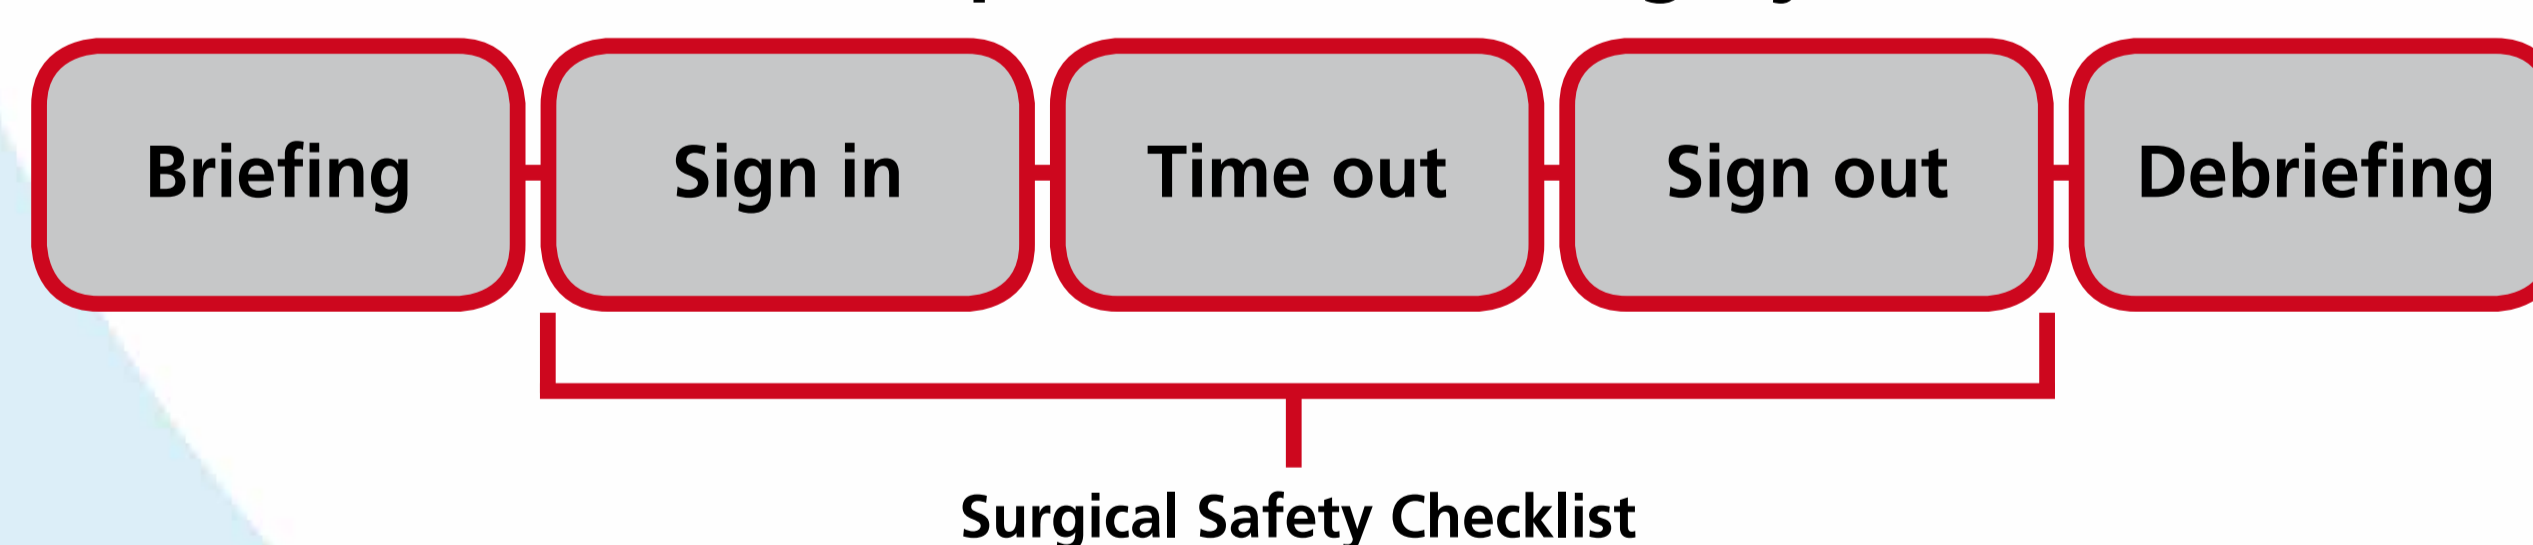 Briefing
Sign in
Time out
Sign out
Debriefing
Surgical Safety Checklist